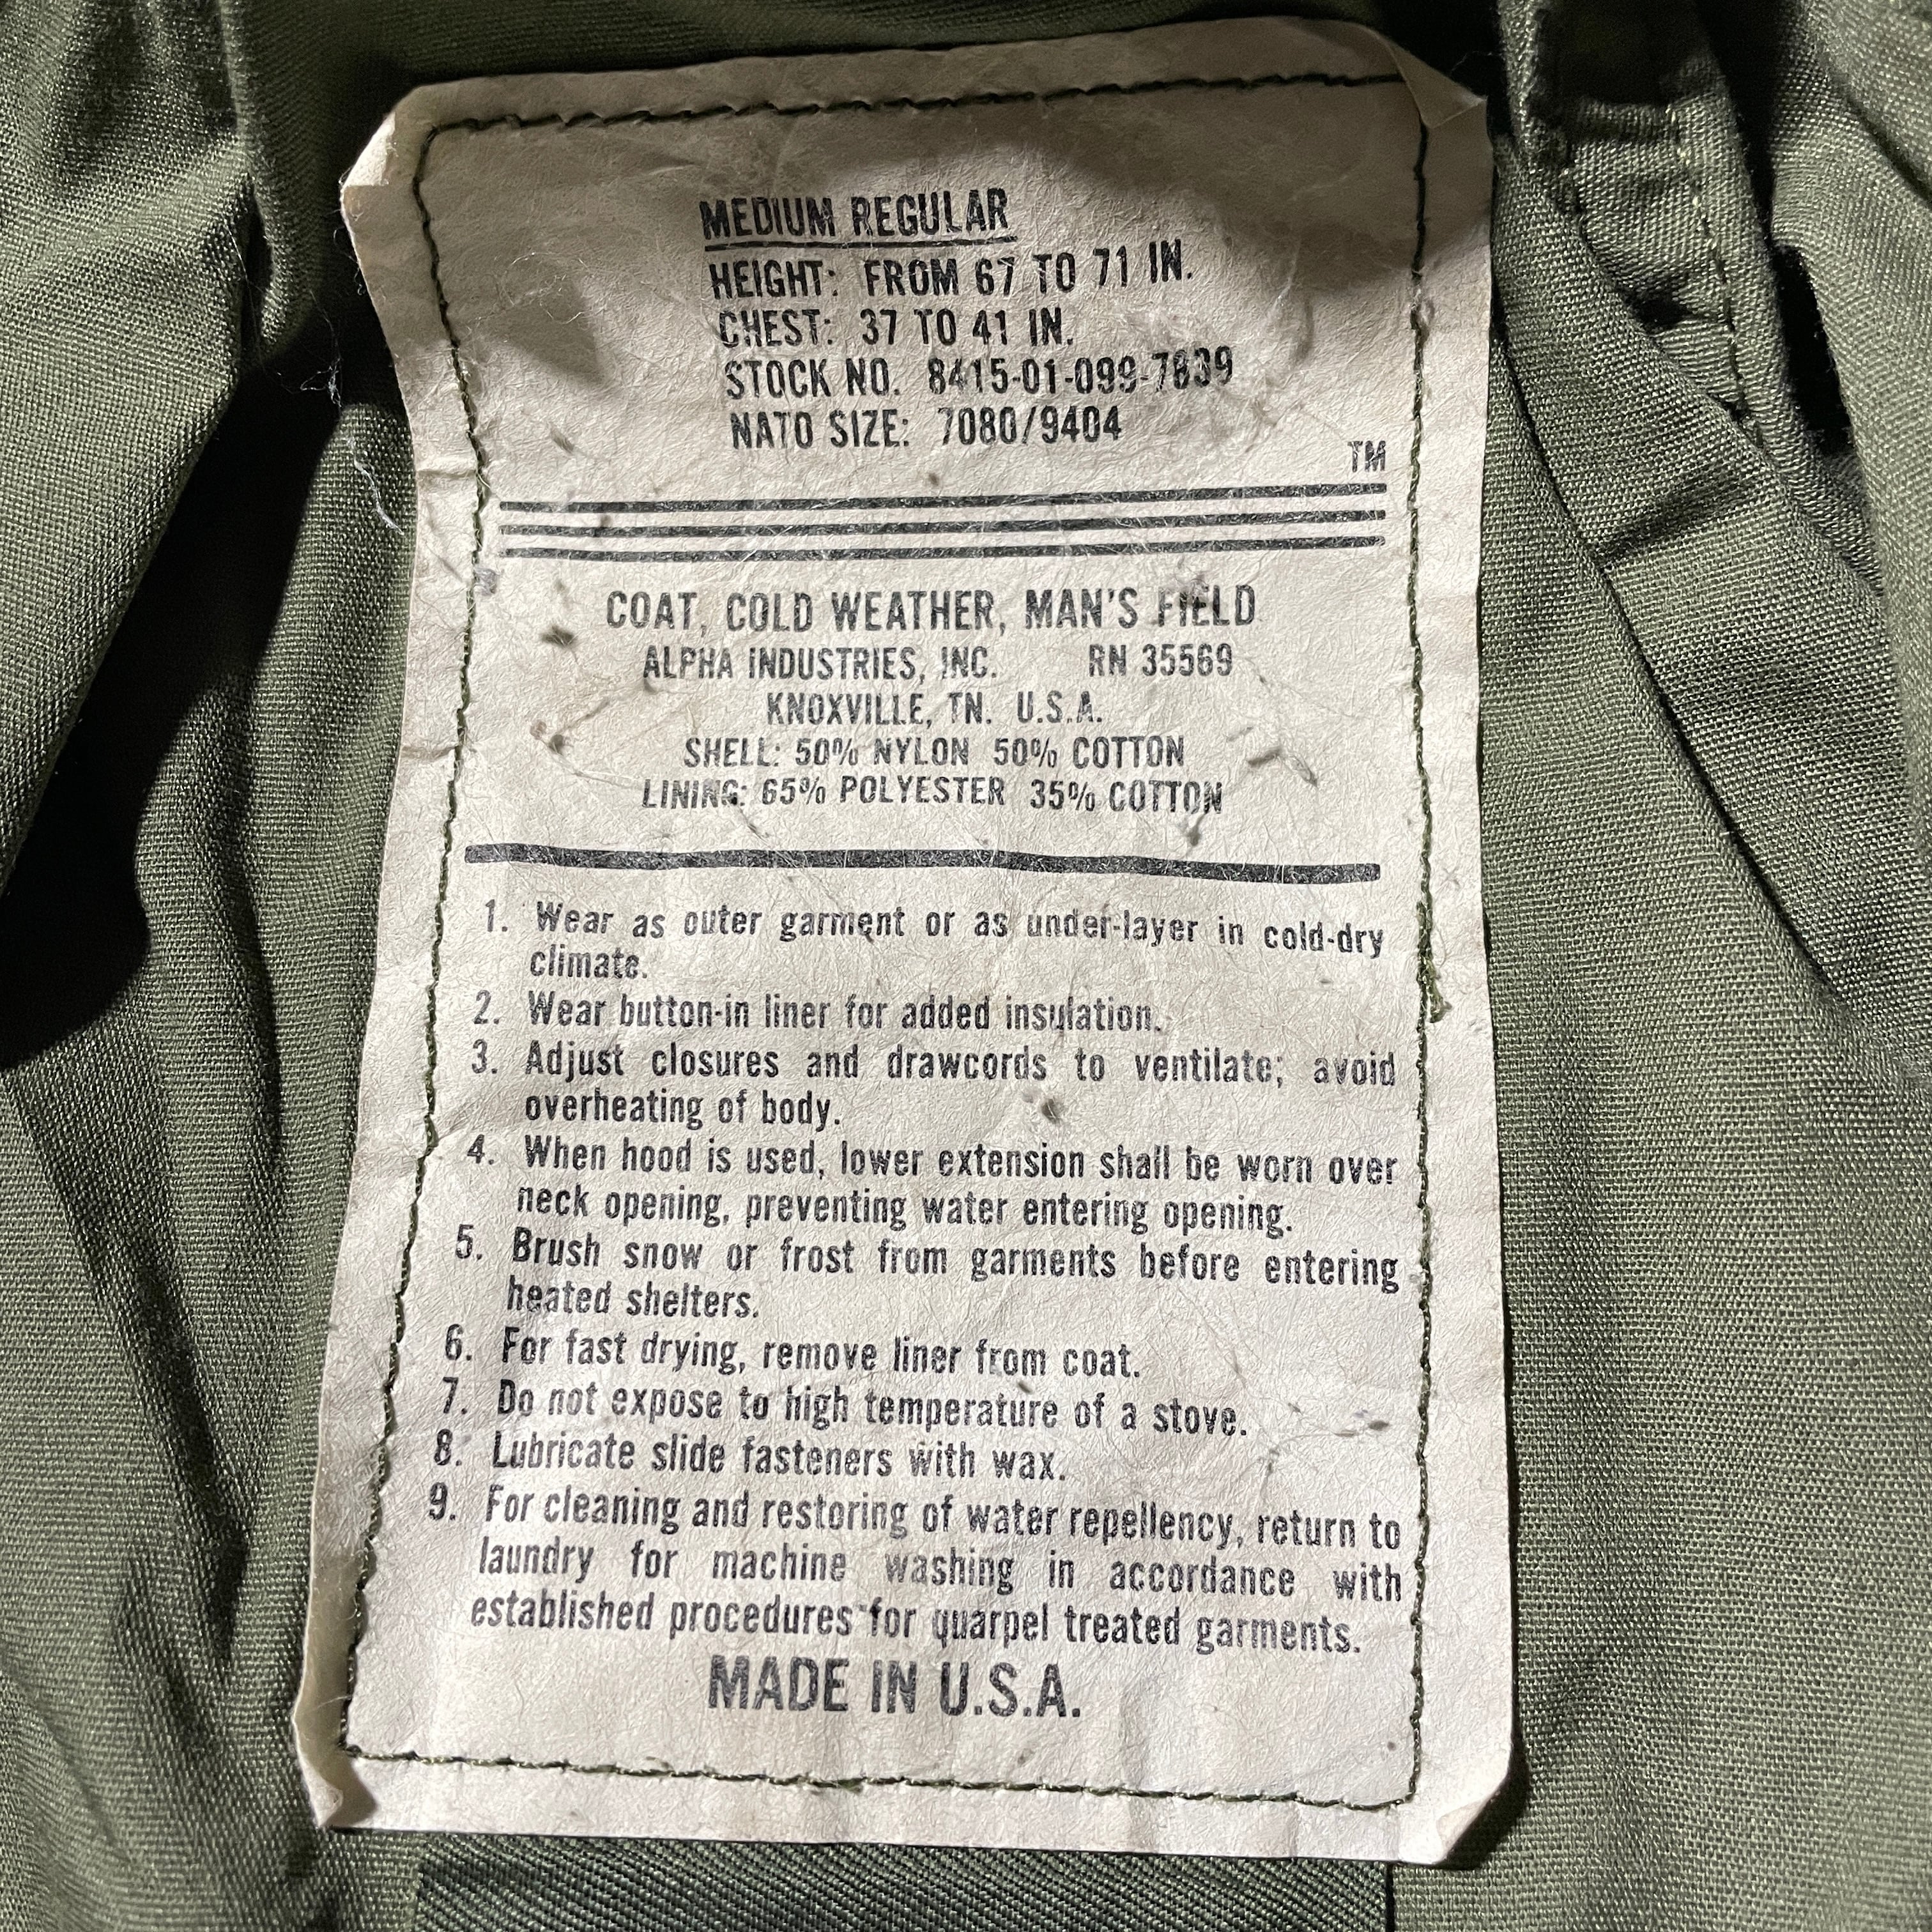 MEDIUM REGULAR
HEIGHT: FROM 67 TO 71 IN.
CHEST: 37 TO 41 IN.
STOCK NO. 8415-01-099-7839
NATO SIZE: 7080/9404
TM
COAT, COLD WEATHER, MAN'S FIELD
ALPHA INDUSTRIES, INC. RN 35569
KNOXVILLE, TN. U.S.A.
SHELL: 50% NYLON 50% COTTON
LINING: 65% POLYESTER 35% COTTON
1. Wear as outer garment or as under-layer in cold-dry
climate.
2. Wear button-in liner for added insulation.
3. Adjust closures and drawcords to ventilate; avoid
overheating of body.
4. When hood is used, lower extension shall be worn over
neck opening, preventing water entering opening.
5. Brush snow or frost from garments before entering
heated shelters.
6. For fast drying, remove liner from coat.
7. Do not expose to high temperature of a stove.
8. Lubricate slide fasteners with wax.
9. For cleaning and restoring of water repellency, return to
laundry for machine washing in accordance with
established procedures for quarpel treated garments.
MADE IN U.S.A.